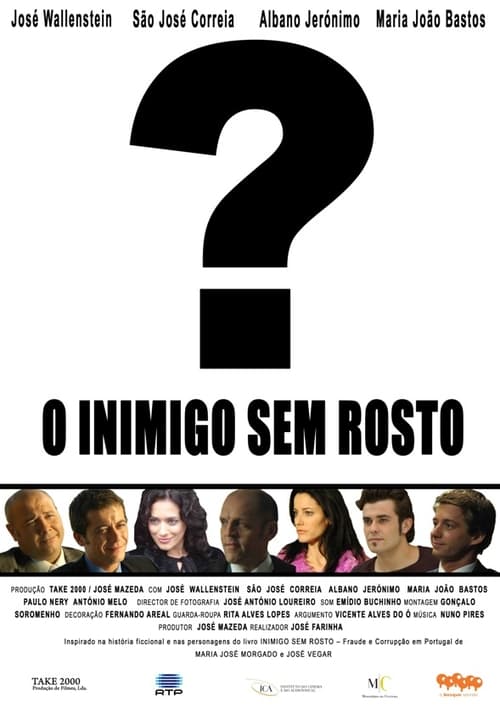 José Wallenstein São José Correia Albano Jerónimo Maria João Bastos
?
O INIMIGO SEM ROSTO
PRODUÇÃO TAKE 2000 / JOSÉ MAZEDA COM JOSÉ WALLENSTEIN SÃO JOSÉ CORREIA ALBANO JERÓNIMO MARIA JOÃO BASTOS
PAULO NERY ANTÓNIO MELO DIRECTOR DE FOTOGRAFIA JOSÉ ANTÓNIO LOUREIRO SOM EMÍDIO BUCHINHO MONTAGEM GONÇALO
SOROMENHO DECORAÇÃO FERNANDO AREAL GUARDA-ROUPA RITA ALVES LOPES ARGUMENTO VICENTE ALVES DO Ó MÚSICA NUNO PIRES
PRODUTOR JOSÉ MAZEDA REALIZADOR JOSÉ FARINHA
Inspirado na história ficcional e nas personagens do livro INIMIGO SEM ROSTO – Fraude e Corrupção em Portugal de
MARIA JOSÉ MORGADO e JOSÉ VEGAR
TAKE 2000
Produção de Filmes, Lda.
RTP
ICA INSTITUTO DO CINEMA E DO AUDIOVISUAL
MC